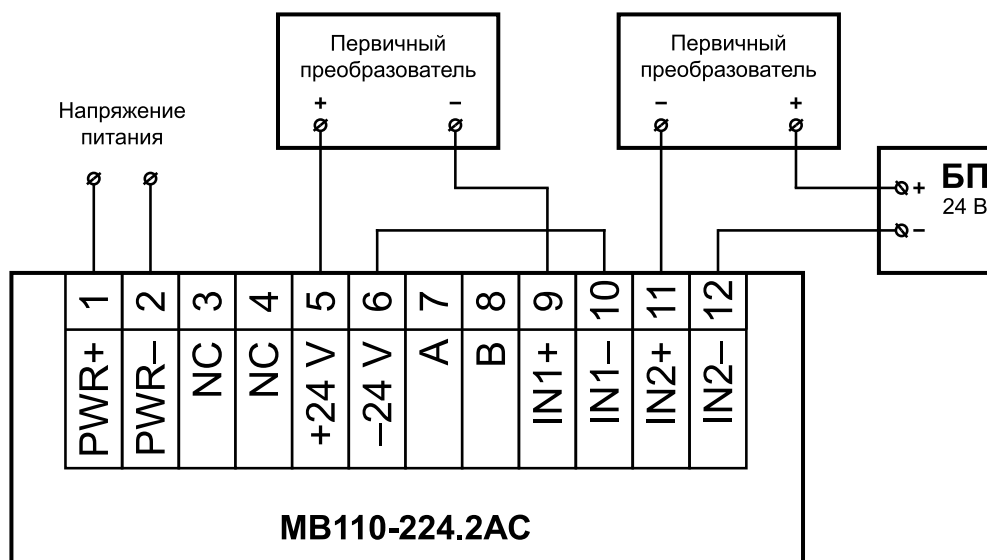 Первичный
преобразователь
+ –
Первичный
преобразователь
– +
Напряжение
питания
БП
24 В
+
–
1 2 3 4 5 6 7 8 9 10 11 12
PWR+ PWR– NC NC +24 V –24 V A B IN1+ IN1– IN2+ IN2–
МВ110-224.2АС